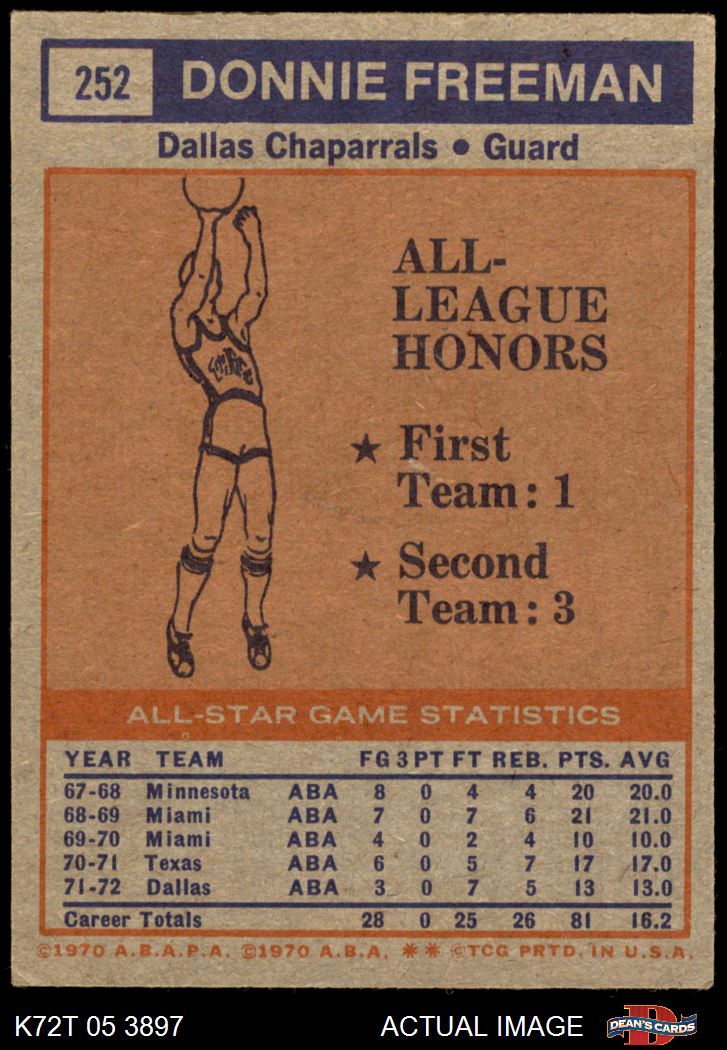 252 DONNIE FREEMAN
Dallas Chaparrals • Guard
ALL-
LEAGUE
HONORS
★ First
Team: 1
★ Second
Team: 3
ALL-STAR GAME STATISTICS
YEAR TEAM FG 3PT FT REB. PTS. AVG
67-68 Minnesota ABA 8 0 4 4 20 20.0
68-69 Miami ABA 7 0 7 6 21 21.0
69-70 Miami ABA 4 0 2 4 10 10.0
70-71 Texas ABA 6 0 5 7 17 17.0
71-72 Dallas ABA 3 0 7 5 13 13.0
Career Totals 28 0 25 26 81 16.2
©1970 A.B.A.P.A. ©1970 A.B.A. ** ©TCG PRTD. IN U.S.A.
K72T 05 3897 ACTUAL IMAGE DEAN'S CARDS